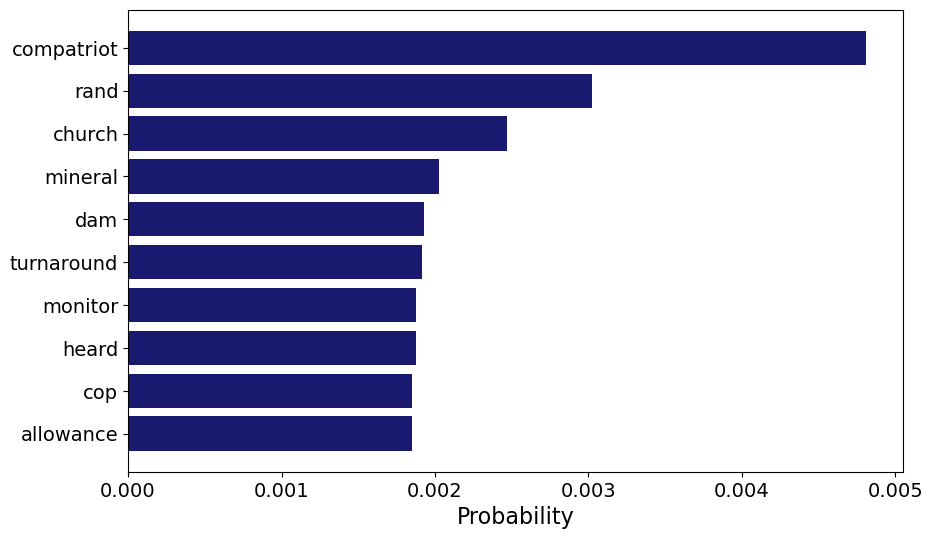 compatriot
rand
church
mineral
dam
turnaround
monitor
heard
cop
allowance
0.000 0.001 0.002 0.003 0.004 0.005
Probability